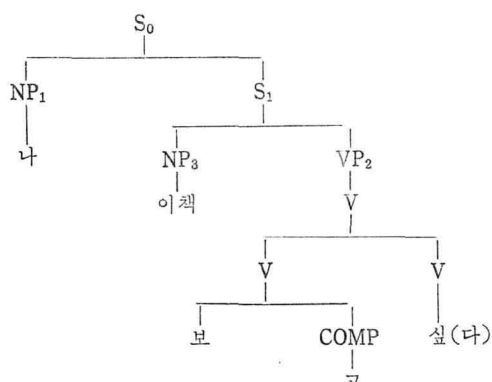 S₀
NP₁ S₁
나 NP₃ VP₂
이책 V
V V
보 COMP 싶(다)
고